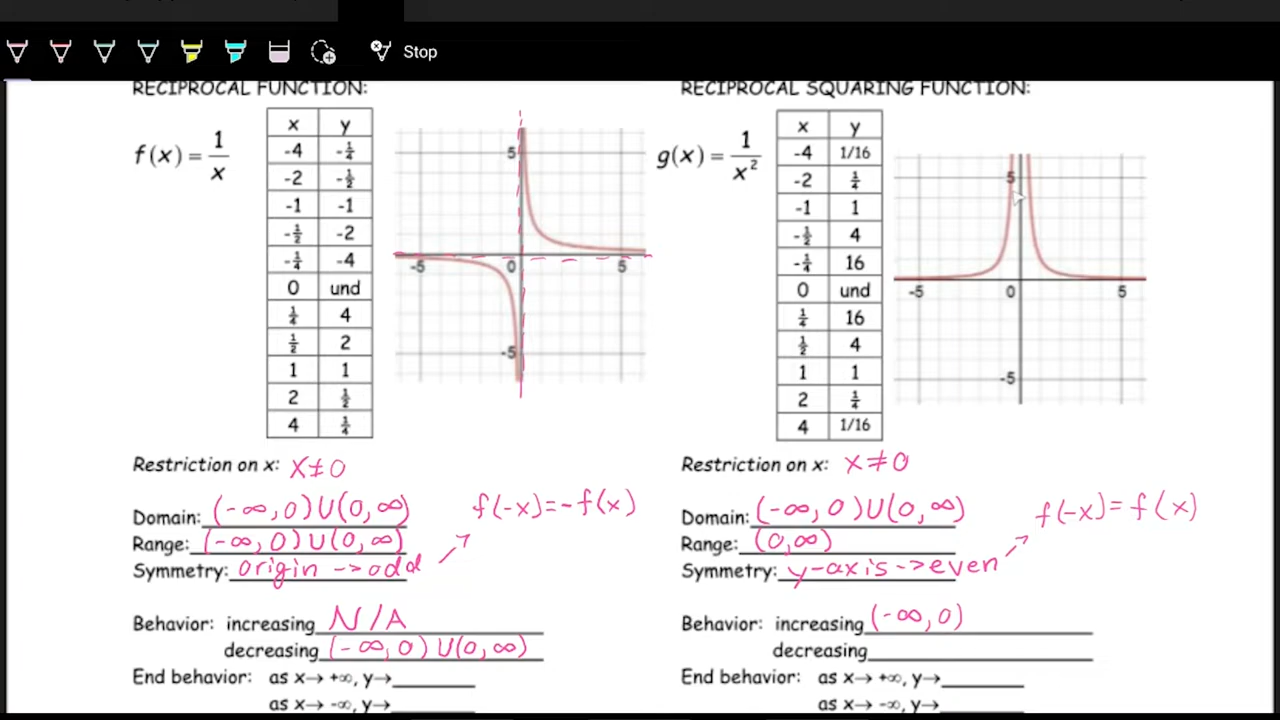 Stop
RECIPROCAL FUNCTION:
f(x) = 1/x
x y
-4 -1/4
-2 -1/2
-1 -1
-1/2 -2
-1/4 -4
0 und
1/4 4
1/2 2
1 1
2 1/2
4 1/4
5
-5 0 5
-5
Restriction on x: x≠0
Domain: (-∞,0)U(0,∞)
Range: (-∞,0)U(0,∞)
Symmetry: origin -> odd
f(-x)=-f(x)
Behavior: increasing N/A
decreasing (-∞,0)U(0,∞)
End behavior: as x→ +∞, y→
as x→ -∞, y→
RECIPROCAL SQUARING FUNCTION:
g(x) = 1/x²
x y
-4 1/16
-2 1/4
-1 1
-1/2 4
-1/4 16
0 und
1/4 16
1/2 4
1 1
2 1/4
4 1/16
5
-5 0 5
-5
Restriction on x: x≠0
Domain: (-∞,0)U(0,∞)
Range: (0,∞)
Symmetry: y-axis->even
f(-x)=f(x)
Behavior: increasing (-∞,0)
decreasing
End behavior: as x→ +∞, y→
as x→ -∞, y→